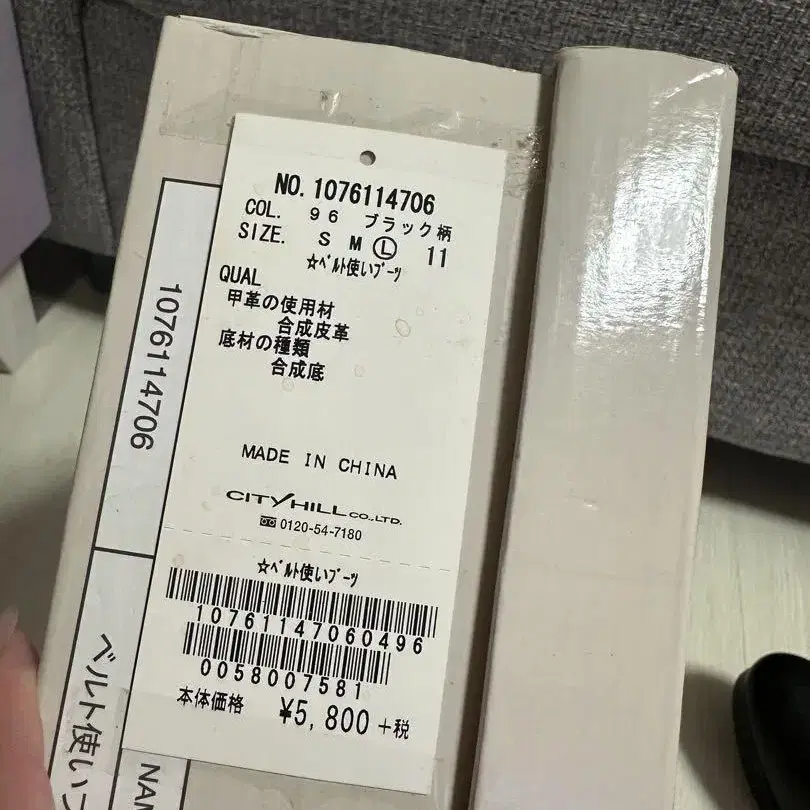 NO. 1076114706
COL. 96 ブラック柄
SIZE. S M Ⓛ 11
☆ﾍﾞﾙﾄ使いﾌﾞｰﾂ
QUAL
甲革の使用材
合成皮革
底材の種類
合成底
MADE IN CHINA
CITY HILL CO.,LTD.
0120-54-7180
☆ﾍﾞﾙﾄ使いﾌﾞｰﾂ
10761147060496
0058007581
本体価格 ¥5,800+税
1076114706
ベルト使いブ
NAM